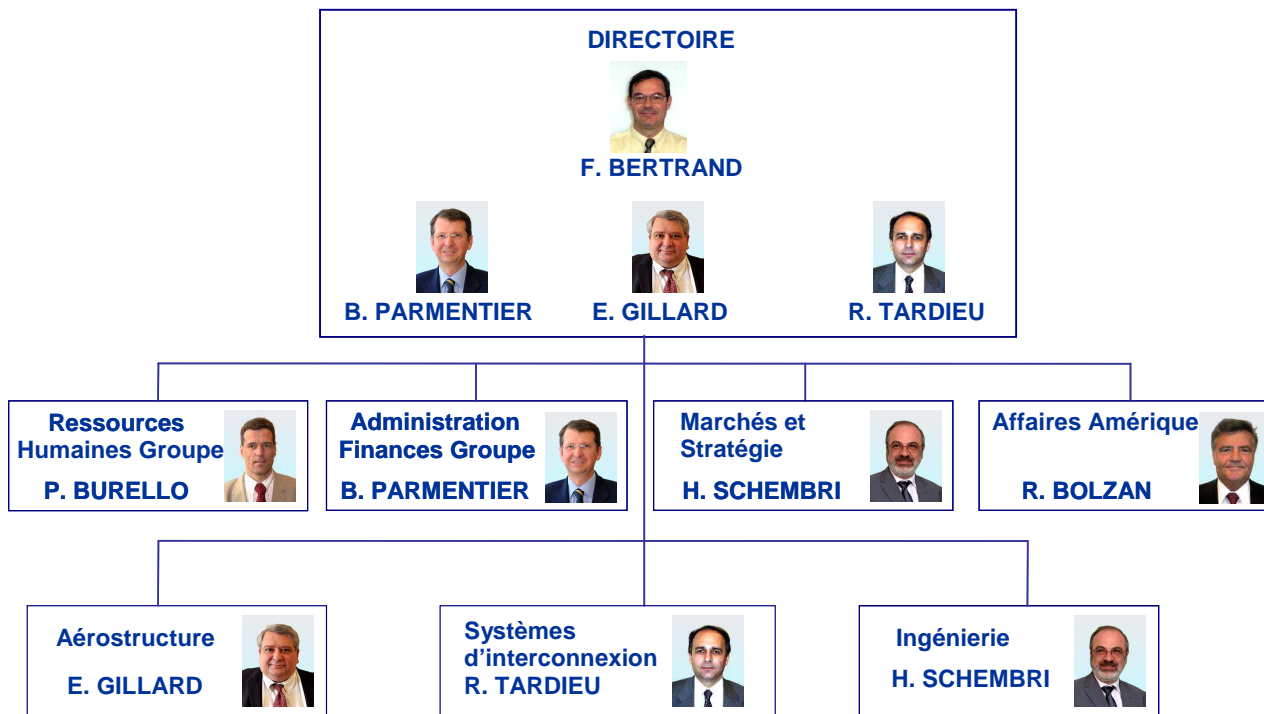 DIRECTOIRE
F. BERTRAND
B. PARMENTIER
E. GILLARD
R. TARDIEU
Ressources
Humaines Groupe
P. BURELLO
Administration
Finances Groupe
B. PARMENTIER
Marchés et
Stratégie
H. SCHEMBRI
Affaires Amérique
R. BOLZAN
Aérostructure
E. GILLARD
Systèmes
d’interconnexion
R. TARDIEU
Ingénierie
H. SCHEMBRI